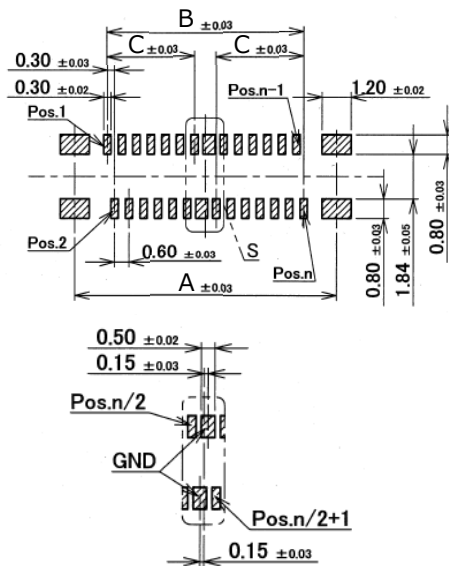 B
C ±0.03 ±0.03 C ±0.03
0.30 ±0.03
0.30 ±0.02
Pos.1
Pos.n-1
1.20 ±0.02
Pos.2
0.60 ±0.03
S
Pos.n
0.80 ±0.03
1.84 ±0.05
0.80 ±0.03
A ±0.03
0.50 ±0.02
0.15 ±0.03
Pos.n/2
GND
Pos.n/2+1
0.15 ±0.03